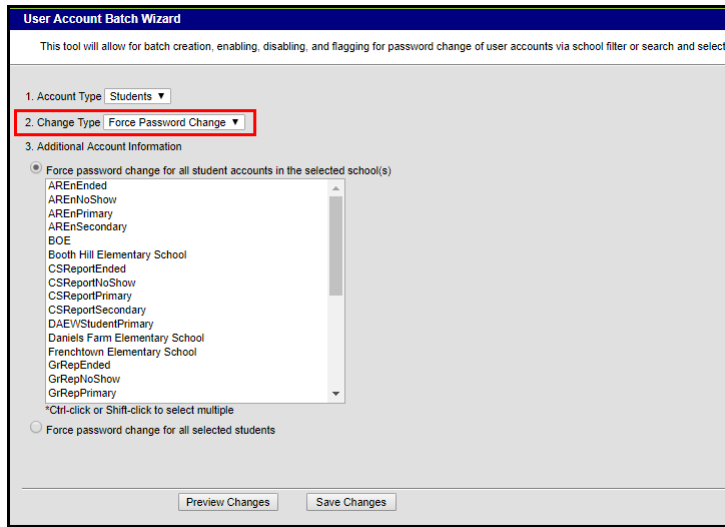 User Account Batch Wizard
This tool will allow for batch creation, enabling, disabling, and flagging for password change of user accounts via school filter or search and select
1. Account Type Students
2. Change Type Force Password Change
3. Additional Account Information
Force password change for all student accounts in the selected school(s)
AREnEnded
AREnNoShow
AREnPrimary
AREnSecondary
BOE
Booth Hill Elementary School
CSReportEnded
CSReportNoShow
CSReportPrimary
CSReportSecondary
DAEWStudentPrimary
Daniels Farm Elementary School
Frenchtown Elementary School
GrRepEnded
GrRepNoShow
GrRepPrimary
*Ctrl-click or Shift-click to select multiple
Force password change for all selected students
Preview Changes Save Changes